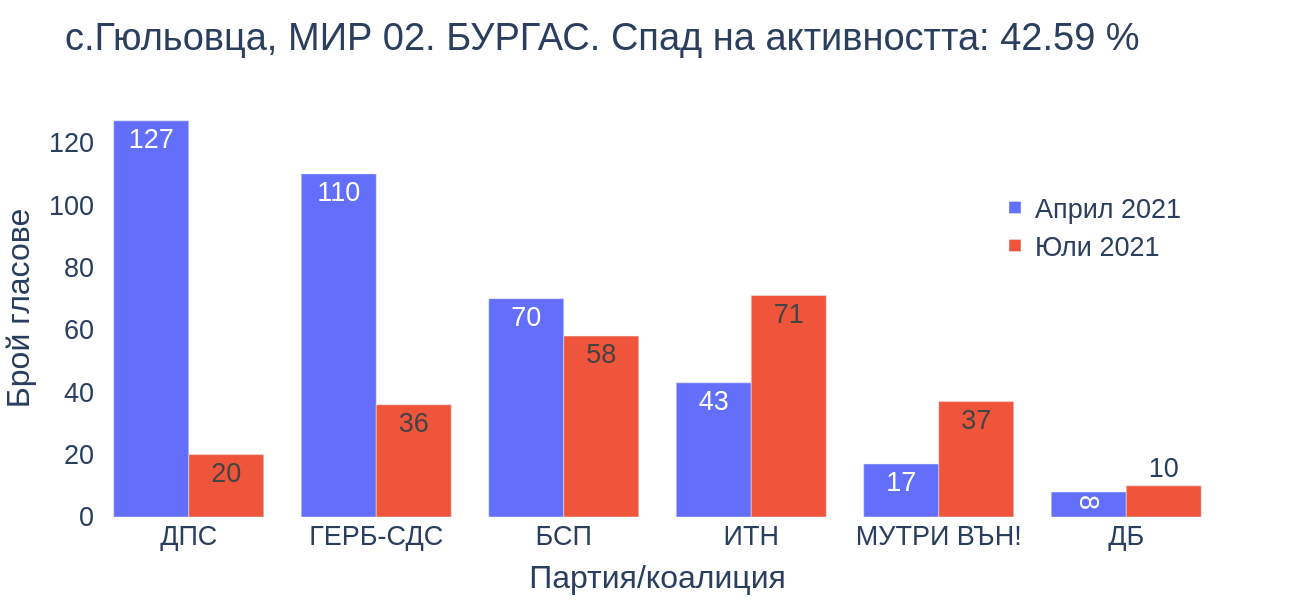 с.Гюльовца, МИР 02. БУРГАС. Спад на активността: 42.59 %
Брой гласове
120
100
80
60
40
20
0
127
20
110
36
70
58
43
71
17
37
8
10
Април 2021
Юли 2021
ДПС
ГЕРБ-СДС
БСП
ИТН
МУТРИ ВЪН!
ДБ
Партия/коалиция